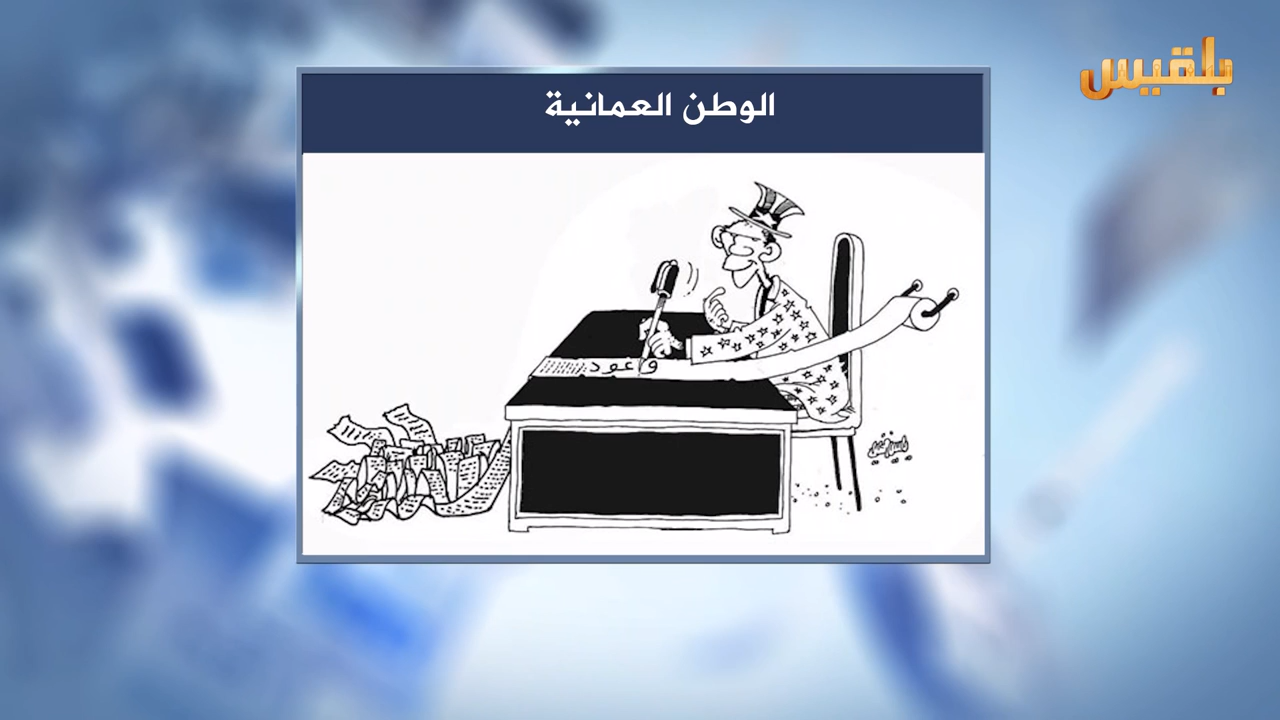 بلقيس
الوطن العمانية
وعود